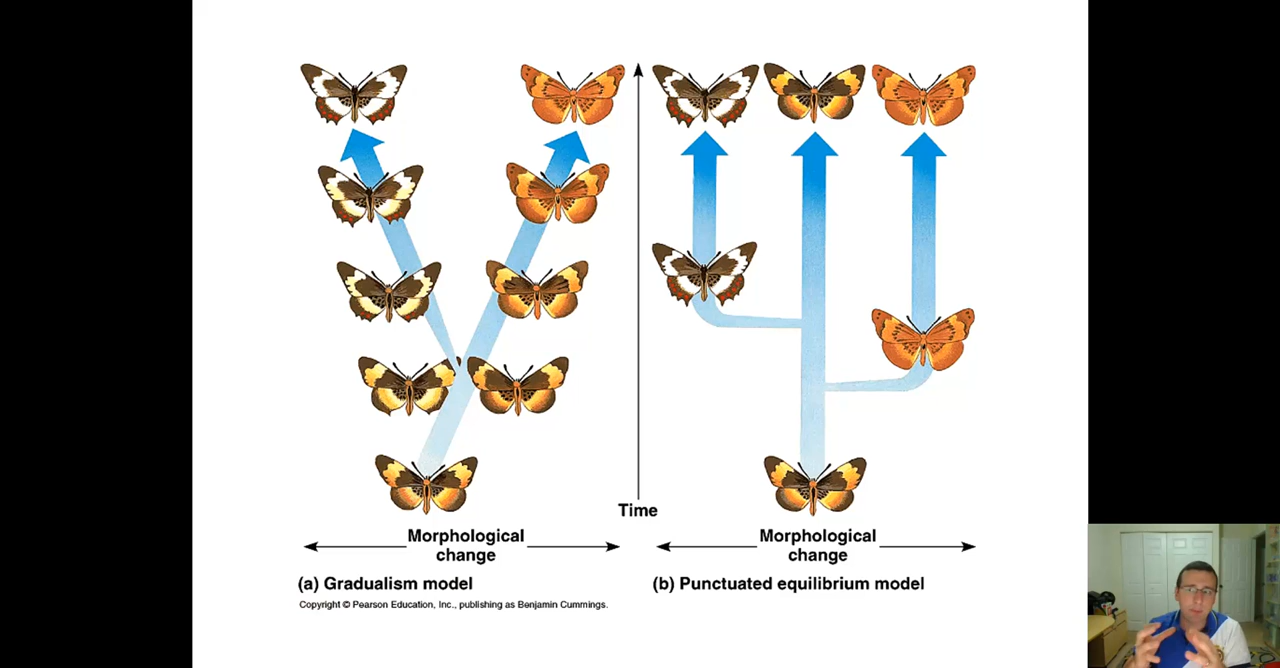 Time
Morphological
change
Morphological
change
(a) Gradualism model
(b) Punctuated equilibrium model
Copyright © Pearson Education, Inc., publishing as Benjamin Cummings.